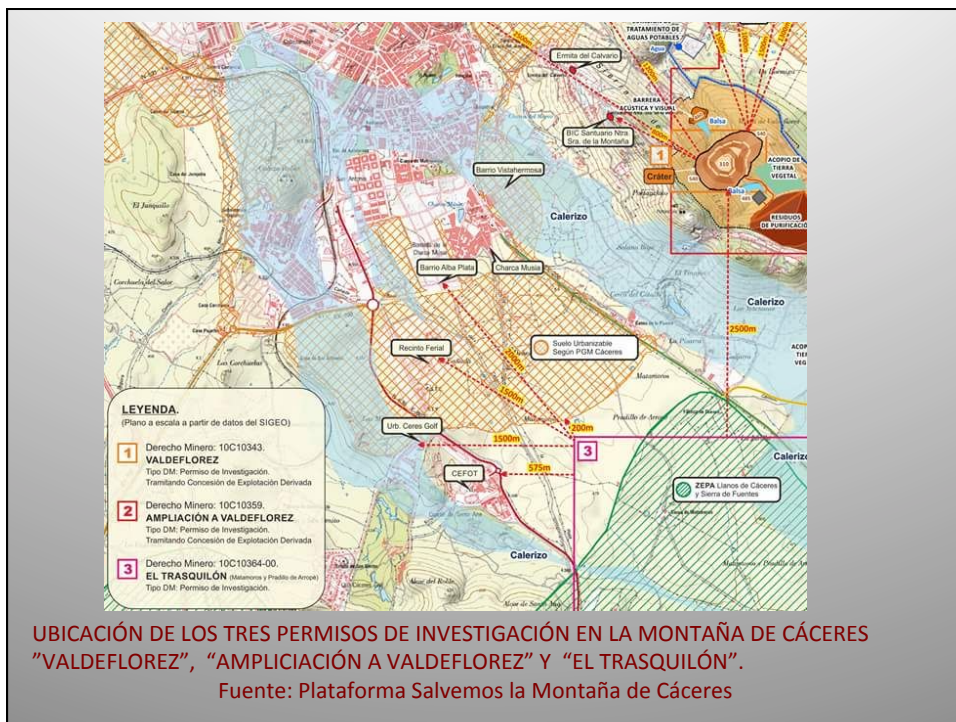 TRATAMIENTO DE
AGUAS POTABLES
Agua
Ermita del Calvario
BARRERA
ACÚSTICA Y VISUAL
Balsa
BIC Santuario Ntra.
Sra. de la Montaña
1
Cráter
510
540
Balsa
ACOPIO DE
TIERRA
VEGETAL
RESIDUOS
DE PURIFICACIÓN
Barrio Vistahermosa
Calerizo
El Junquillo
Barrio Alba Plata
Charca Musia
Calerizo
2500m
Recinto Ferial
Suelo Urbanizable
Según PGM Cáceres
2000m
1500m
Matamoros
200m
Urb. Ceres Golf
1500m
3
575m
CEFOT
Calerizo
ZEPA Llanos de Cáceres
y Sierra de Fuentes
Calerizo
LEYENDA.
(Plano a escala a partir de datos del SIGEO)
1
Derecho Minero: 10C10343.
VALDEFLOREZ
Tipo DM: Permiso de Investigación.
Tramitando Concesión de Explotación Derivada
2
Derecho Minero: 10C10359.
AMPLIACIÓN A VALDEFLOREZ
Tipo DM: Permiso de Investigación.
Tramitando Concesión de Explotación Derivada
3
Derecho Minero: 10C10364-00.
EL TRASQUILÓN (Matamoros y Pradillo de Arropé)
Tipo DM: Permiso de Investigación.
UBICACIÓN DE LOS TRES PERMISOS DE INVESTIGACIÓN EN LA MONTAÑA DE CÁCERES
”VALDEFLOREZ”, “AMPLICIACIÓN A VALDEFLOREZ” Y “EL TRASQUILÓN”.
Fuente: Plataforma Salvemos la Montaña de Cáceres